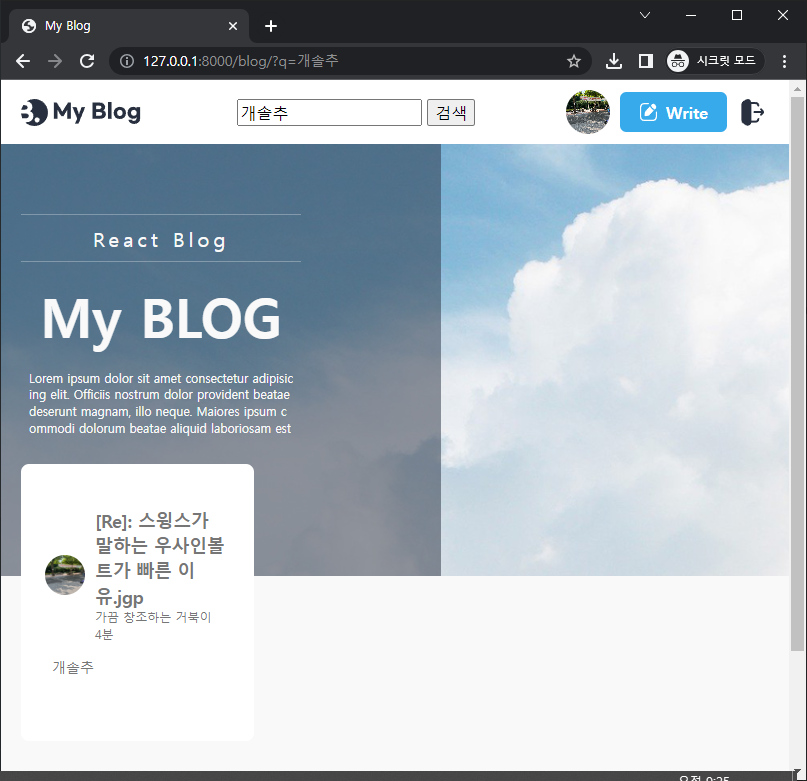 My Blog
127.0.0.1:8000/blog/?q=개솔추
시크릿 모드
My Blog
개솔추
검색
Write
React Blog
My BLOG
Lorem ipsum dolor sit amet consectetur adipisic
ing elit. Officiis nostrum dolor provident beatae
deserunt magnam, illo neque. Maiores ipsum c
ommodi dolorum beatae aliquid laboriosam est
[Re]: 스윙스가
말하는 우사인볼
트가 빠른 이
유.jgp
가끔 창조하는 거북이
4분
개솔추